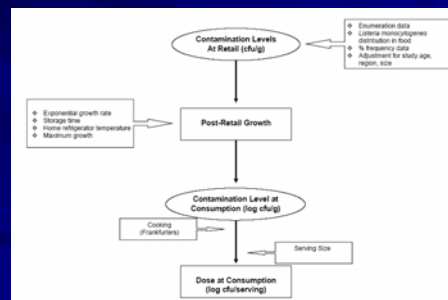 Contamination Levels
At Retail (cfu/g)
Enumeration data
Listeria monocytogenes
distribution in food
% frequency data
Adjustment for study age,
region, size
Exponential growth rate
Storage time
Home refrigerator temperature
Maximum growth
Post-Retail Growth
Contamination Level at
Consumption (log cfu/g)
Cooking
(Frankfurters)
Serving Size
Dose at Consumption
(log cfu/serving)